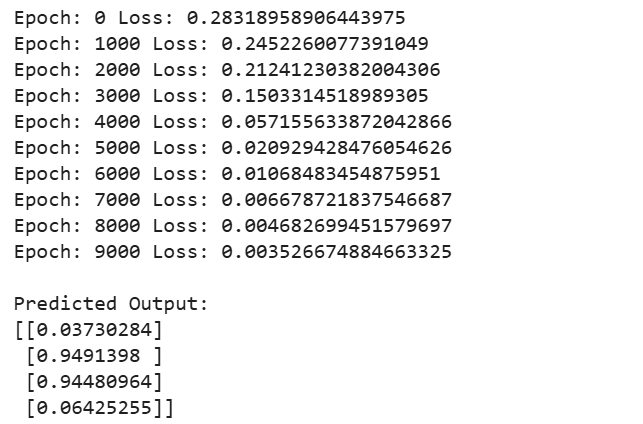 Epoch: 0 Loss: 0.28318958906443975
Epoch: 1000 Loss: 0.2452260077391049
Epoch: 2000 Loss: 0.21241230382004306
Epoch: 3000 Loss: 0.1503314518989305
Epoch: 4000 Loss: 0.057155633872042866
Epoch: 5000 Loss: 0.020929428476054626
Epoch: 6000 Loss: 0.01068483454875951
Epoch: 7000 Loss: 0.006678721837546687
Epoch: 8000 Loss: 0.004682699451579697
Epoch: 9000 Loss: 0.003526674884663325

Predicted Output:
[[0.03730284]
 [0.9491398 ]
 [0.94480964]
 [0.06425255]]